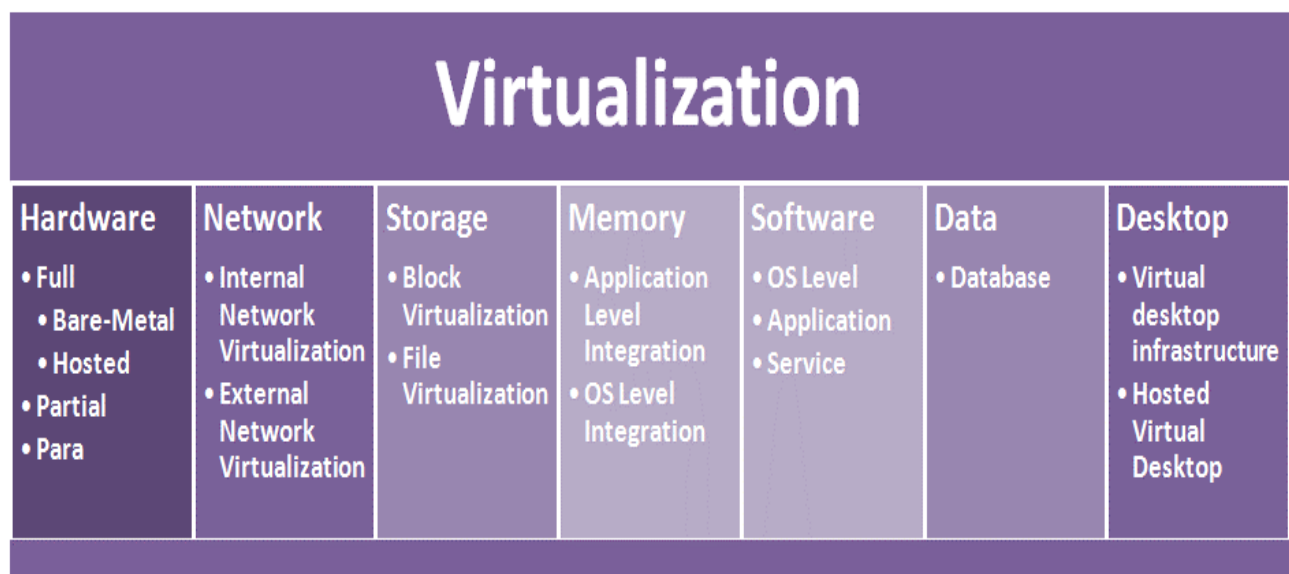 Virtualization
Hardware
• Full
• Bare-Metal
• Hosted
• Partial
• Para
Network
• Internal
Network
Virtualization
• External
Network
Virtualization
Storage
• Block
Virtualization
• File
Virtualization
Memory
• Application
Level
Integration
• OS Level
Integration
Software
• OS Level
• Application
• Service
Data
• Database
Desktop
• Virtual
desktop
infrastructure
• Hosted
Virtual
Desktop